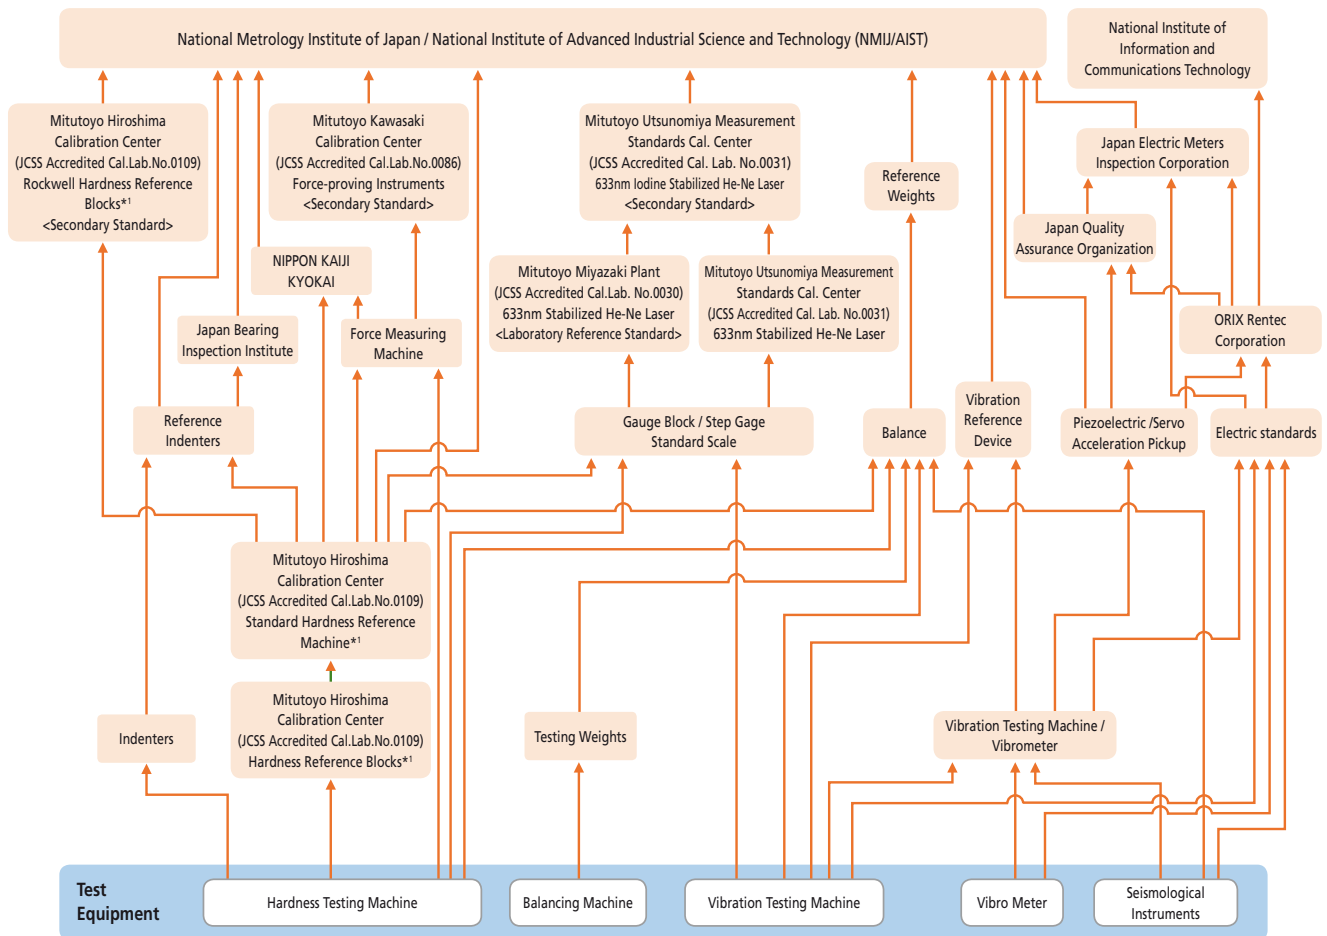 National Metrology Institute of Japan / National Institute of Advanced Industrial Science and Technology (NMIJ/AIST)
National Institute of
Information and
Communications Technology
Mitutoyo Hiroshima
Calibration Center
(JCSS Accredited Cal.Lab.No.0109)
Rockwell Hardness Reference
Blocks*1
<Secondary Standard>
Mitutoyo Kawasaki
Calibration Center
(JCSS Accredited Cal.Lab.No.0086)
Force-proving Instruments
<Secondary Standard>
Mitutoyo Utsunomiya Measurement
Standards Cal. Center
(JCSS Accredited Cal. Lab. No.0031)
633nm Iodine Stabilized He-Ne Laser
<Secondary Standard>
Reference
Weights
Japan Electric Meters
Inspection Corporation
Japan Quality
Assurance Organization
NIPPON KAIJI
KYOKAI
Mitutoyo Miyazaki Plant
(JCSS Accredited Cal.Lab. No.0030)
633nm Stabilized He-Ne Laser
<Laboratory Reference Standard>
Mitutoyo Utsunomiya Measurement
Standards Cal. Center
(JCSS Accredited Cal. Lab. No.0031)
633nm Stabilized He-Ne Laser
ORIX Rentec
Corporation
Japan Bearing
Inspection Institute
Force Measuring
Machine
Reference
Indenters
Gauge Block / Step Gage
Standard Scale
Balance
Vibration
Reference
Device
Piezoelectric /Servo
Acceleration Pickup
Electric standards
Mitutoyo Hiroshima
Calibration Center
(JCSS Accredited Cal.Lab.No.0109)
Standard Hardness Reference
Machine*1
Mitutoyo Hiroshima
Calibration Center
(JCSS Accredited Cal.Lab.No.0109)
Hardness Reference Blocks*1
Indenters
Testing Weights
Vibration Testing Machine /
Vibrometer
Test
Equipment
Hardness Testing Machine
Balancing Machine
Vibration Testing Machine
Vibro Meter
Seismological
Instruments